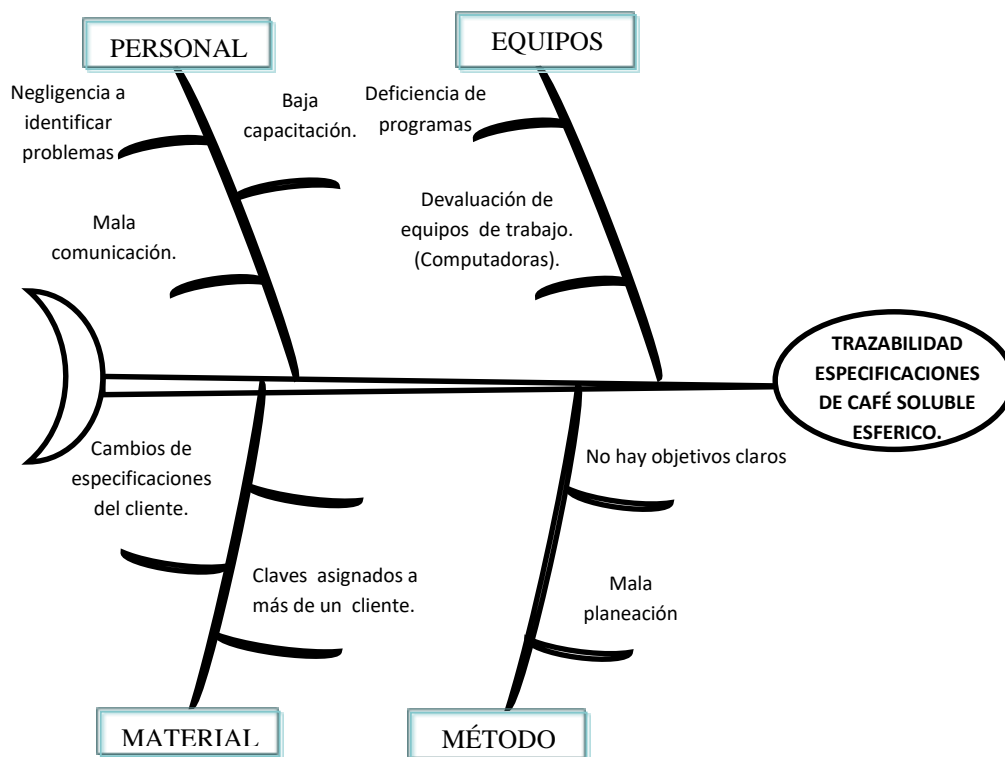 PERSONAL
EQUIPOS
Negligencia a
identificar
problemas
Baja
capacitación.
Deficiencia de
programas
Mala
comunicación.
Devaluación de
equipos de trabajo.
(Computadoras).
TRAZABILIDAD
ESPECIFICACIONES
DE CAFÉ SOLUBLE
ESFERICO.
Cambios de
especificaciones
del cliente.
No hay objetivos claros
Claves asignados a
más de un cliente.
Mala
planeación
MATERIAL
MÉTODO